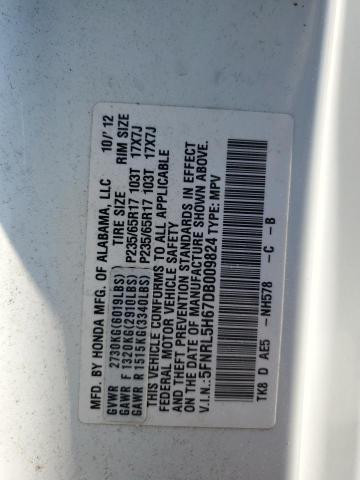 MFD. BY HONDA MFG. OF ALABAMA, LLC 10/'12
TIRE SIZE RIM SIZE
GVWR 2730KG(6019LBS)
GAWR F 1320KG(2910LBS) P235/65R17 103T 17X7J
GAWR R 1515KG(3340LBS) P235/65R17 103T 17X7J
THIS VEHICLE CONFORMS TO ALL APPLICABLE
FEDERAL MOTOR VEHICLE SAFETY
AND THEFT PREVENTION STANDARDS IN EFFECT
ON THE DATE OF MANUFACTURE SHOWN ABOVE.
V.I.N.:5FNRL5H67DB009824 TYPE: MPV
TK8 D AE5 -NH578 -C -B